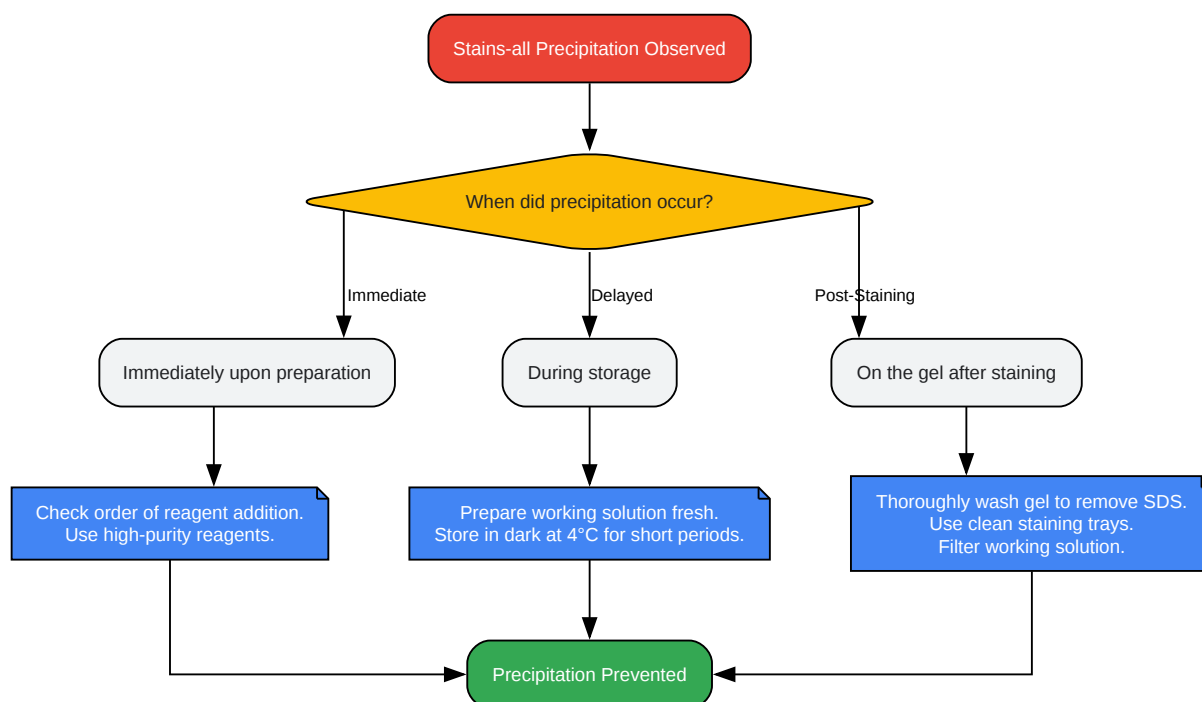 Stains-all Precipitation Observed
When did precipitation occur?
Immediate
Delayed
Post-Staining
Immediately upon preparation
During storage
On the gel after staining
Check order of reagent addition.
Use high-purity reagents.
Prepare working solution fresh.
Store in dark at 4°C for short periods.
Thoroughly wash gel to remove SDS.
Use clean staining trays.
Filter working solution.
Precipitation Prevented